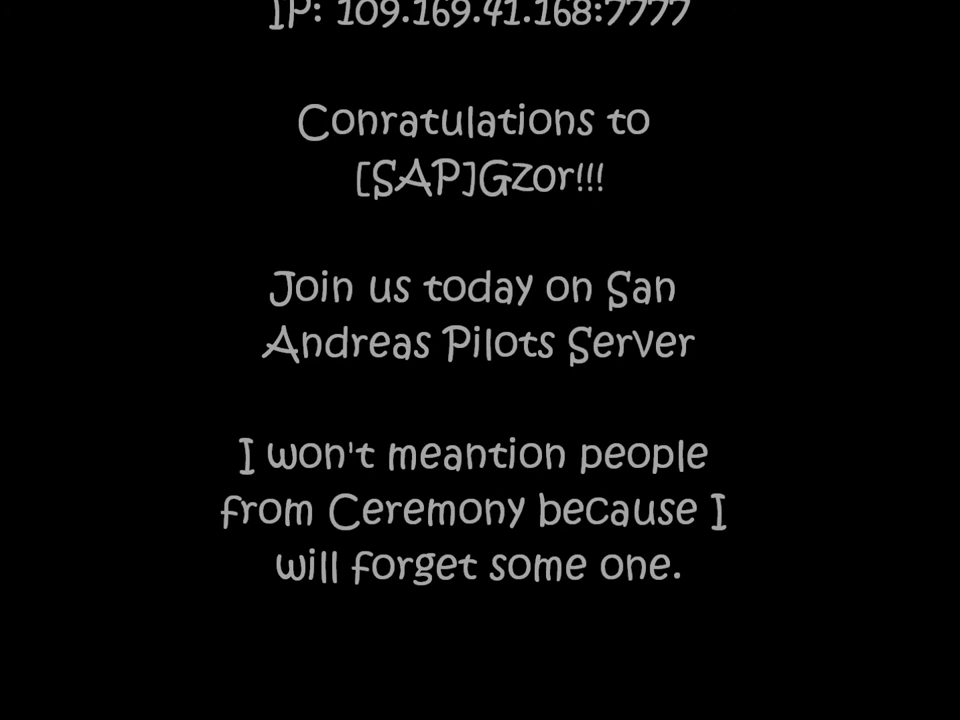 IP: 109.169.41.168:7777
Conratulations to
[SAP]Gzor!!!
Join us today on San
Andreas Pilots Server
I won't meantion people
from Ceremony because I
will forget some one.